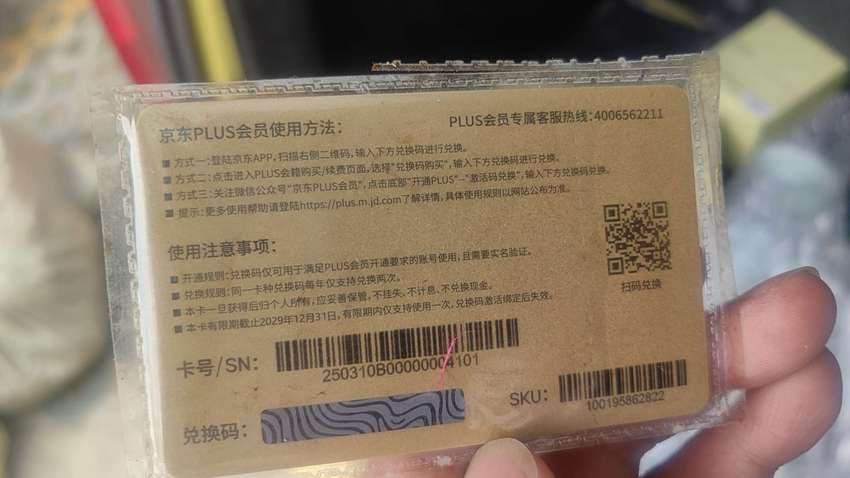 京东PLUS会员使用方法：
PLUS会员专属客服热线：4006562211
■ 方式一：登陆京东APP，扫描右侧二维码，输入下方兑换码进行兑换。
■ 方式二：点击进入PLUS会籍购买/续费页面，选择"兑换码购买"，输入下方兑换码兑换。
■ 方式三：关注微信公众号"京东PLUS会员"，点击底部"开通PLUS"-"激活码兑换"，输入下方兑换码兑换。
■ 提示：更多使用帮助请登陆https://plus.m.jd.com了解详情，具体使用规则以网站公布为准。
使用注意事项：
■ 开通规则：兑换码仅可用于满足PLUS会员开通要求的账号使用，且需要实名验证。
■ 兑换规则：同一卡种兑换码每年仅支持兑换两次。
■ 本卡一旦获得后归个人所有，应妥善保管，不挂失、不计息、不兑换现金。
■ 本卡有限期截止2029年12月31日，有限期内仅支持使用一次，兑换码激活绑定后失效。
扫码兑换
卡号/SN：
250310B00000004101
SKU：
100195862822
兑换码：